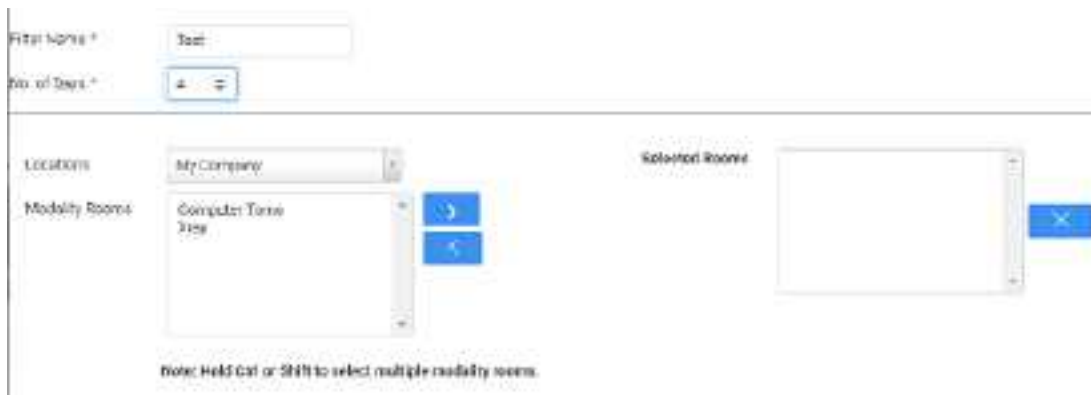 Filter Name *
Test
No. of Days *
4
Locations
My Company
Selected Rooms
Modality Rooms
Computer Tomo
Xray
Note: Hold Ctrl or Shift to select multiple modality rooms.